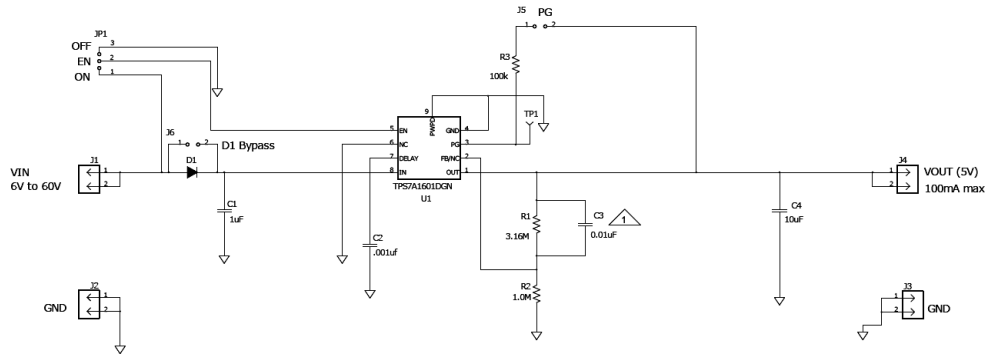 J5 PG
1 2
JP1
OFF 3
EN 2
ON 1
R3
100k
TP1
9
PWPD
5 EN GND 4
6 NC PG 3
7 DELAY FB/NC 2
8 IN OUT 1
TPS7A1601DGN
U1
J6
1 2 D1 Bypass
D1
VIN
6V to 60V
J1
1
2
C1
1uF
C2
.001uf
R1
3.16M
C3
0.01uF
1
R2
1.0M
C4
10uF
J4
1
2
VOUT (5V)
100mA max
J2
GND
1
2
J3
1
2
GND